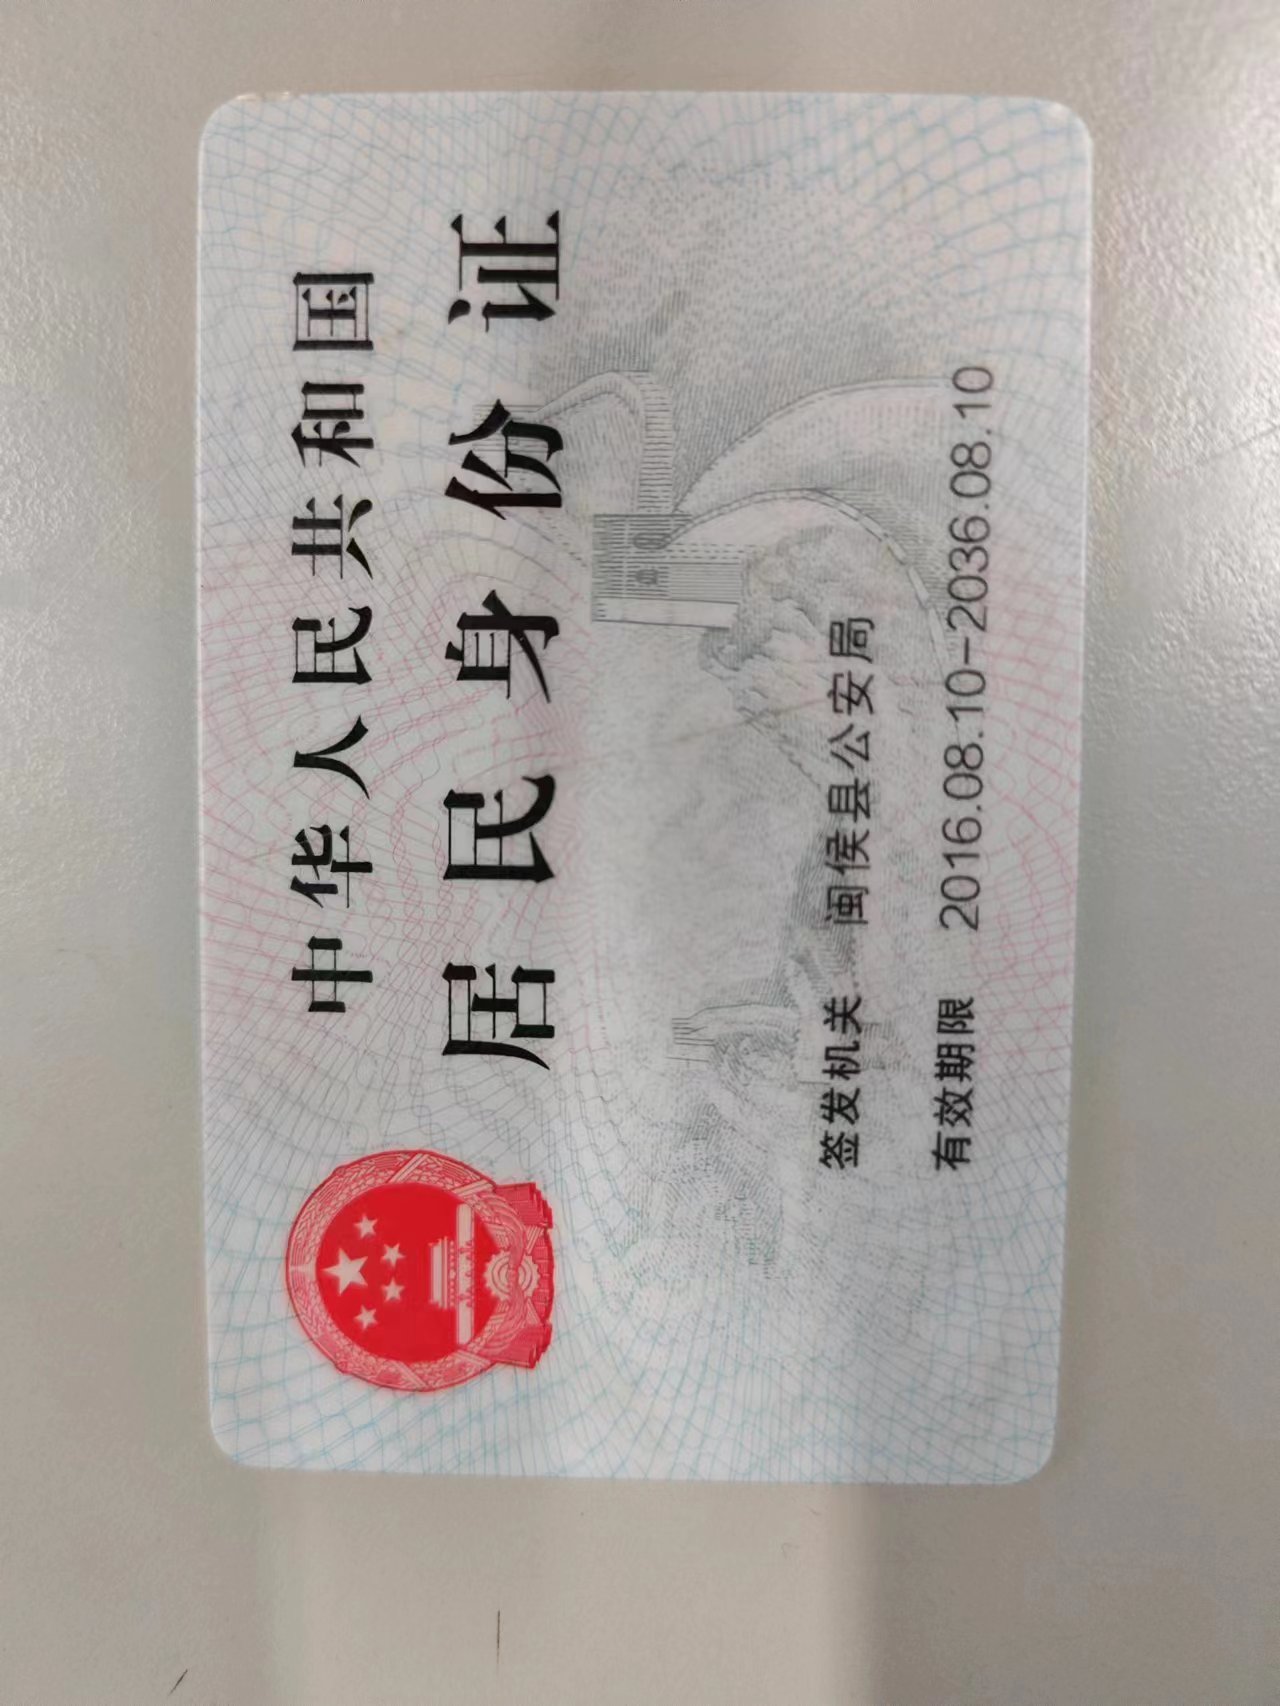 中华人民共和国
居民身份证
签发机关 闽侯县公安局
有效期限 2016.08.10-2036.08.10